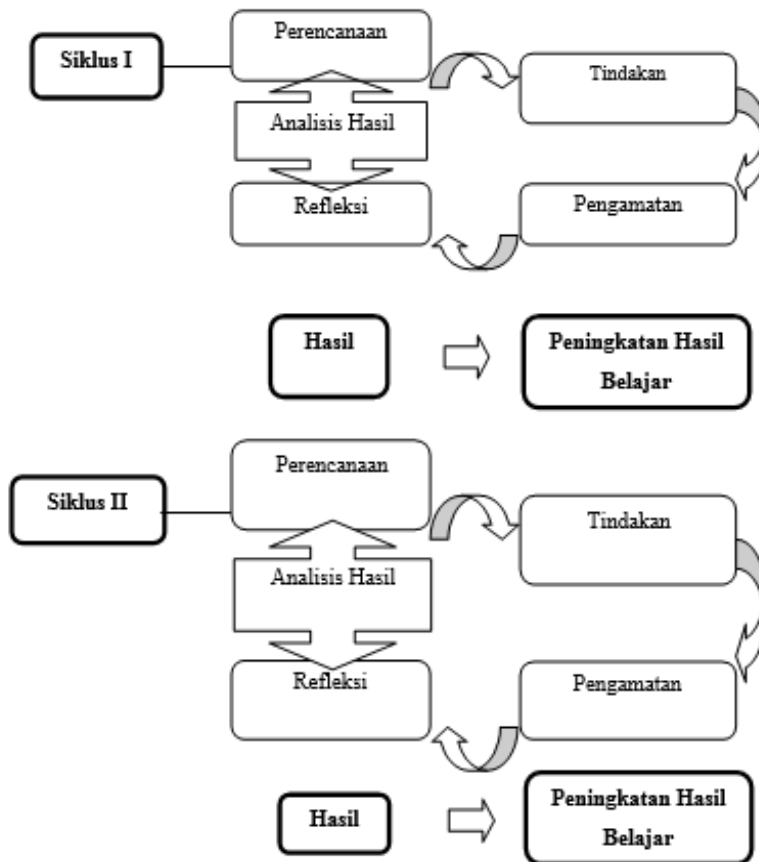 Perencanaan
Siklus I
Tindakan
Analisis Hasil
Refleksi
Pengamatan
Hasil
Peningkatan Hasil
Belajar
Perencanaan
Siklus II
Tindakan
Analisis Hasil
Refleksi
Pengamatan
Hasil
Peningkatan Hasil
Belajar